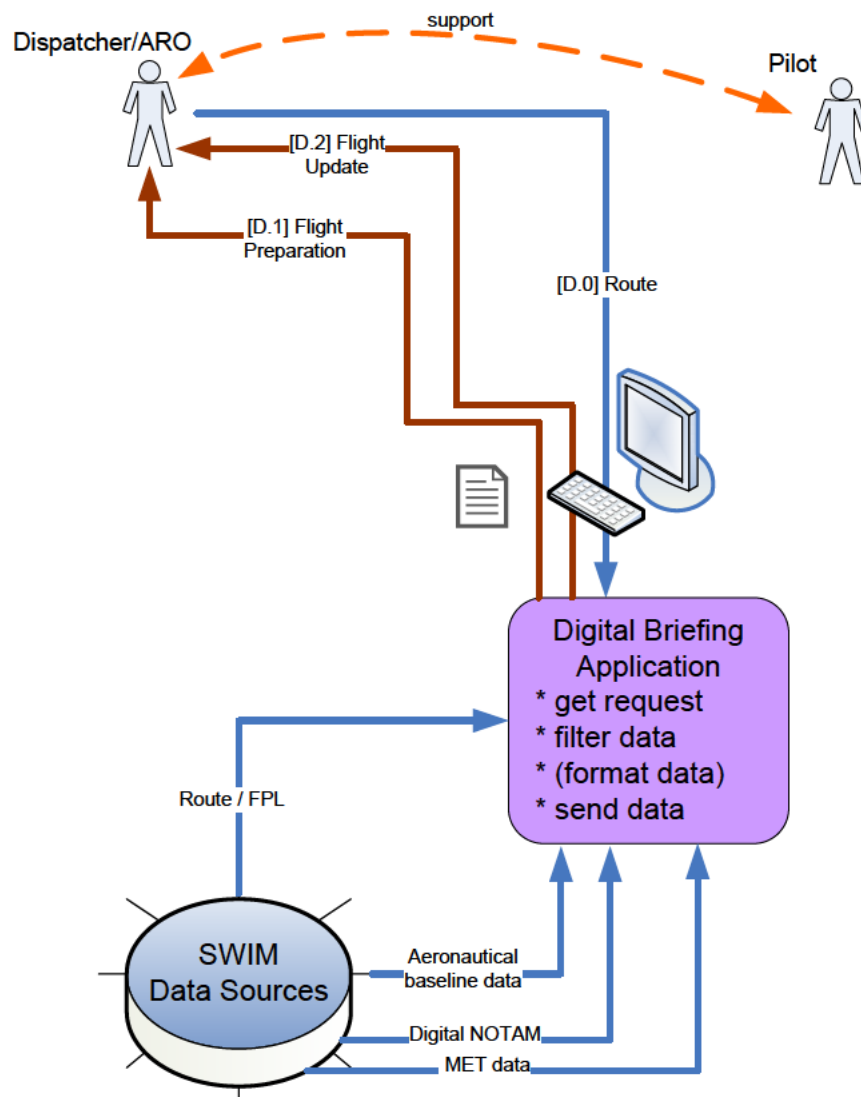 support
Dispatcher/ARO
Pilot
[D.2] Flight
Update
[D.1] Flight
Preparation
[D.0] Route
Digital Briefing
Application
* get request
* filter data
* (format data)
* send data
Route / FPL
SWIM
Data Sources
Aeronautical
baseline data
Digital NOTAM
MET data